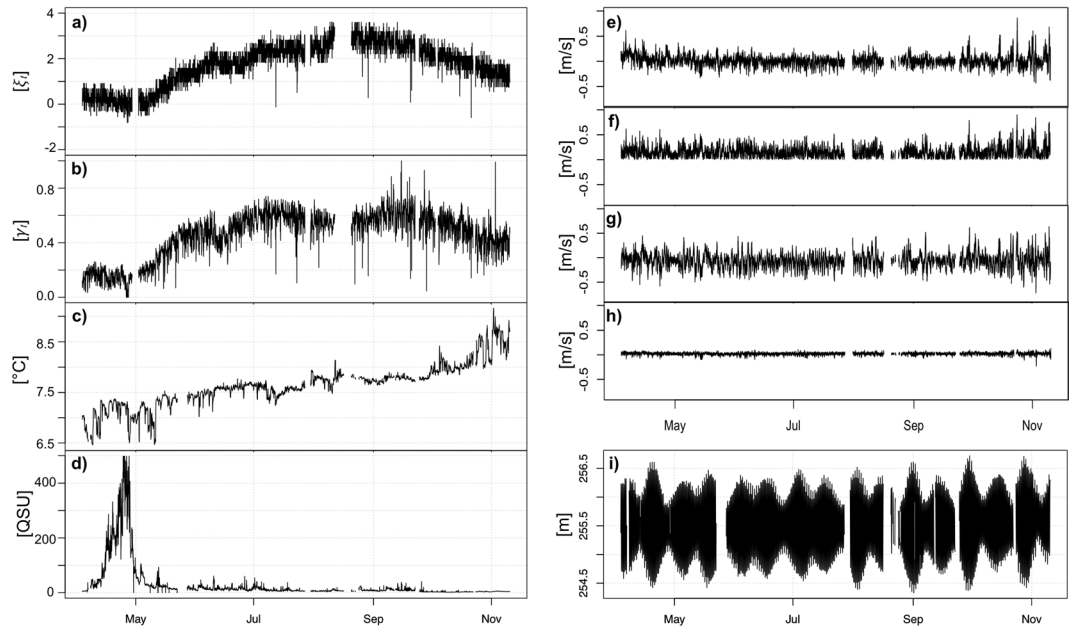 a)
[ξᵢ]
4
2
0
-2
b)
[γᵢ]
0.8
0.4
0.0
c)
[°C]
8.5
7.5
6.5
d)
[QSU]
400
200
0
May Jul Sep Nov
e)
[m/s]
0.5
-0.5
f)
[m/s]
0.5
-0.5
g)
[m/s]
0.5
-0.5
h)
[m/s]
0.5
-0.5
May Jul Sep Nov
i)
[m]
256.5
255.5
254.5
May Jul Sep Nov